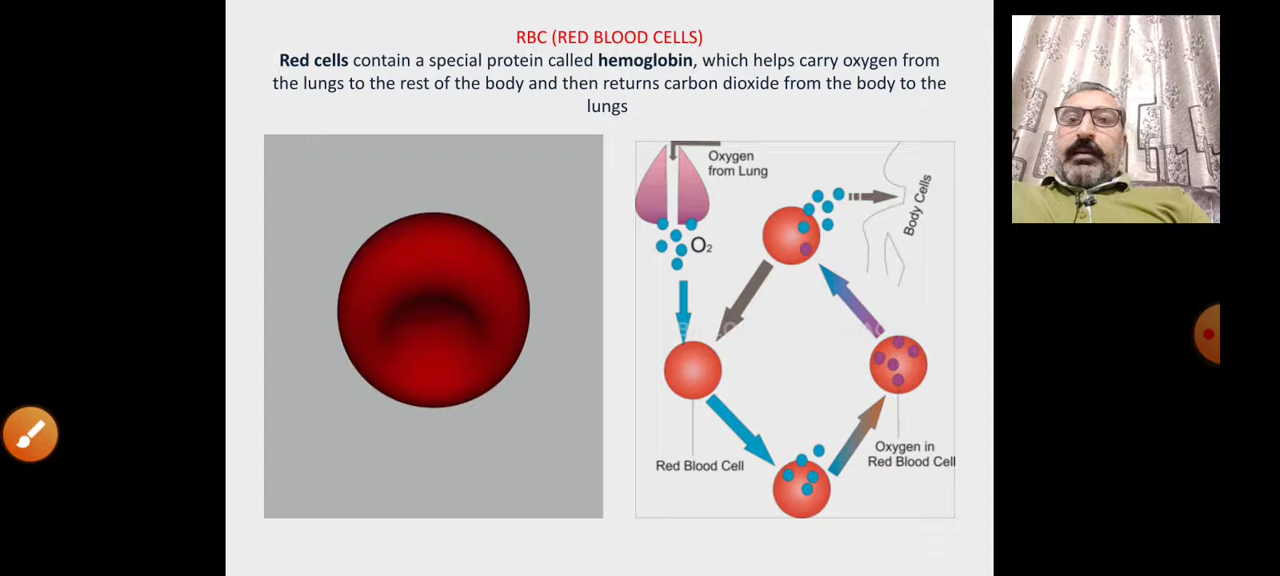 RBC (RED BLOOD CELLS)
Red cells contain a special protein called hemoglobin, which helps carry oxygen from
the lungs to the rest of the body and then returns carbon dioxide from the body to the
lungs
Oxygen
from Lung
O₂
Body Cells
Red Blood Cell
Oxygen in
Red Blood Cell